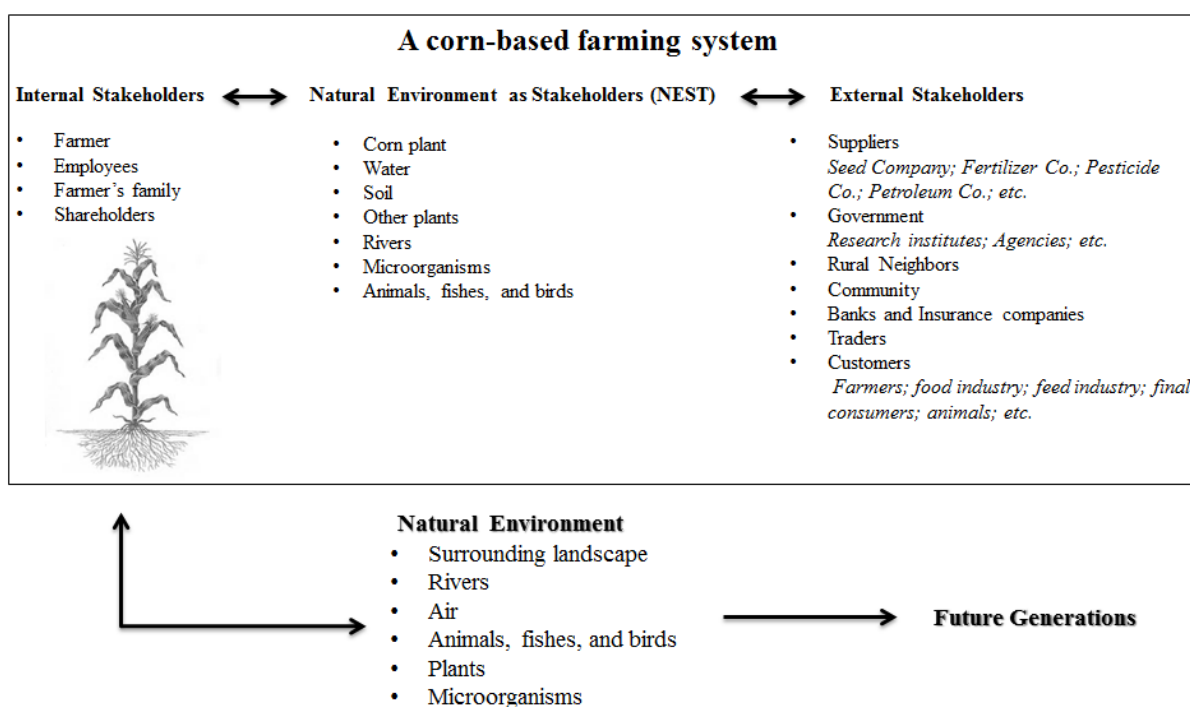 A corn-based farming system
Internal Stakeholders
• Farmer
• Employees
• Farmer's family
• Shareholders
Natural Environment as Stakeholders (NEST)
• Corn plant
• Water
• Soil
• Other plants
• Rivers
• Microorganisms
• Animals, fishes, and birds
External Stakeholders
• Suppliers
Seed Company; Fertilizer Co.; Pesticide
Co.; Petroleum Co.; etc.
• Government
Research institutes; Agencies; etc.
• Rural Neighbors
• Community
• Banks and Insurance companies
• Traders
• Customers
Farmers; food industry; feed industry; final
consumers; animals; etc.
Natural Environment
• Surrounding landscape
• Rivers
• Air
• Animals, fishes, and birds
• Plants
• Microorganisms
Future Generations